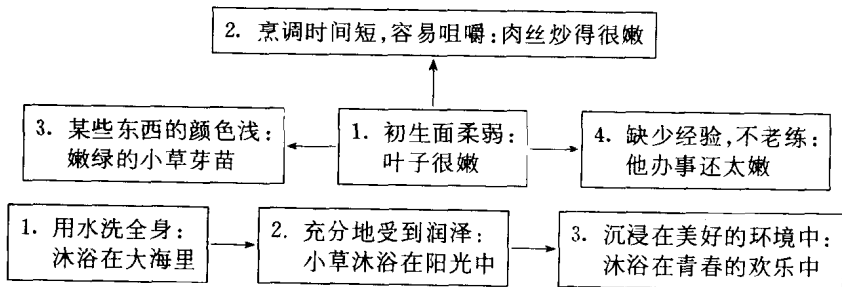 2. 烹调时间短,容易咀嚼:肉丝炒得很嫩
3. 某些东西的颜色浅:
嫩绿的小草芽苗
1. 初生面柔弱:
叶子很嫩
4. 缺少经验,不老练:
他办事还太嫩
1. 用水洗全身:
沐浴在大海里
2. 充分地受到润泽:
小草沐浴在阳光中
3. 沉浸在美好的环境中:
沐浴在青春的欢乐中